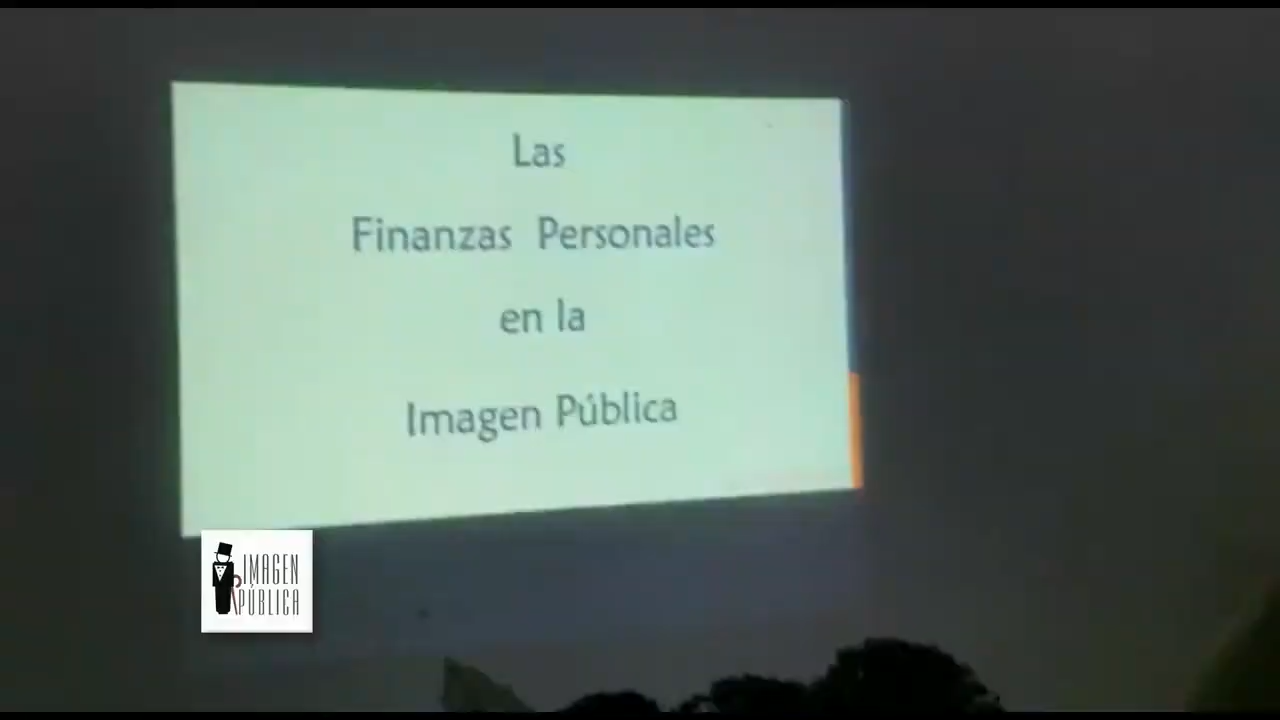 Las
Finanzas Personales
en la
Imagen Pública
IMAGEN
PÚBLICA